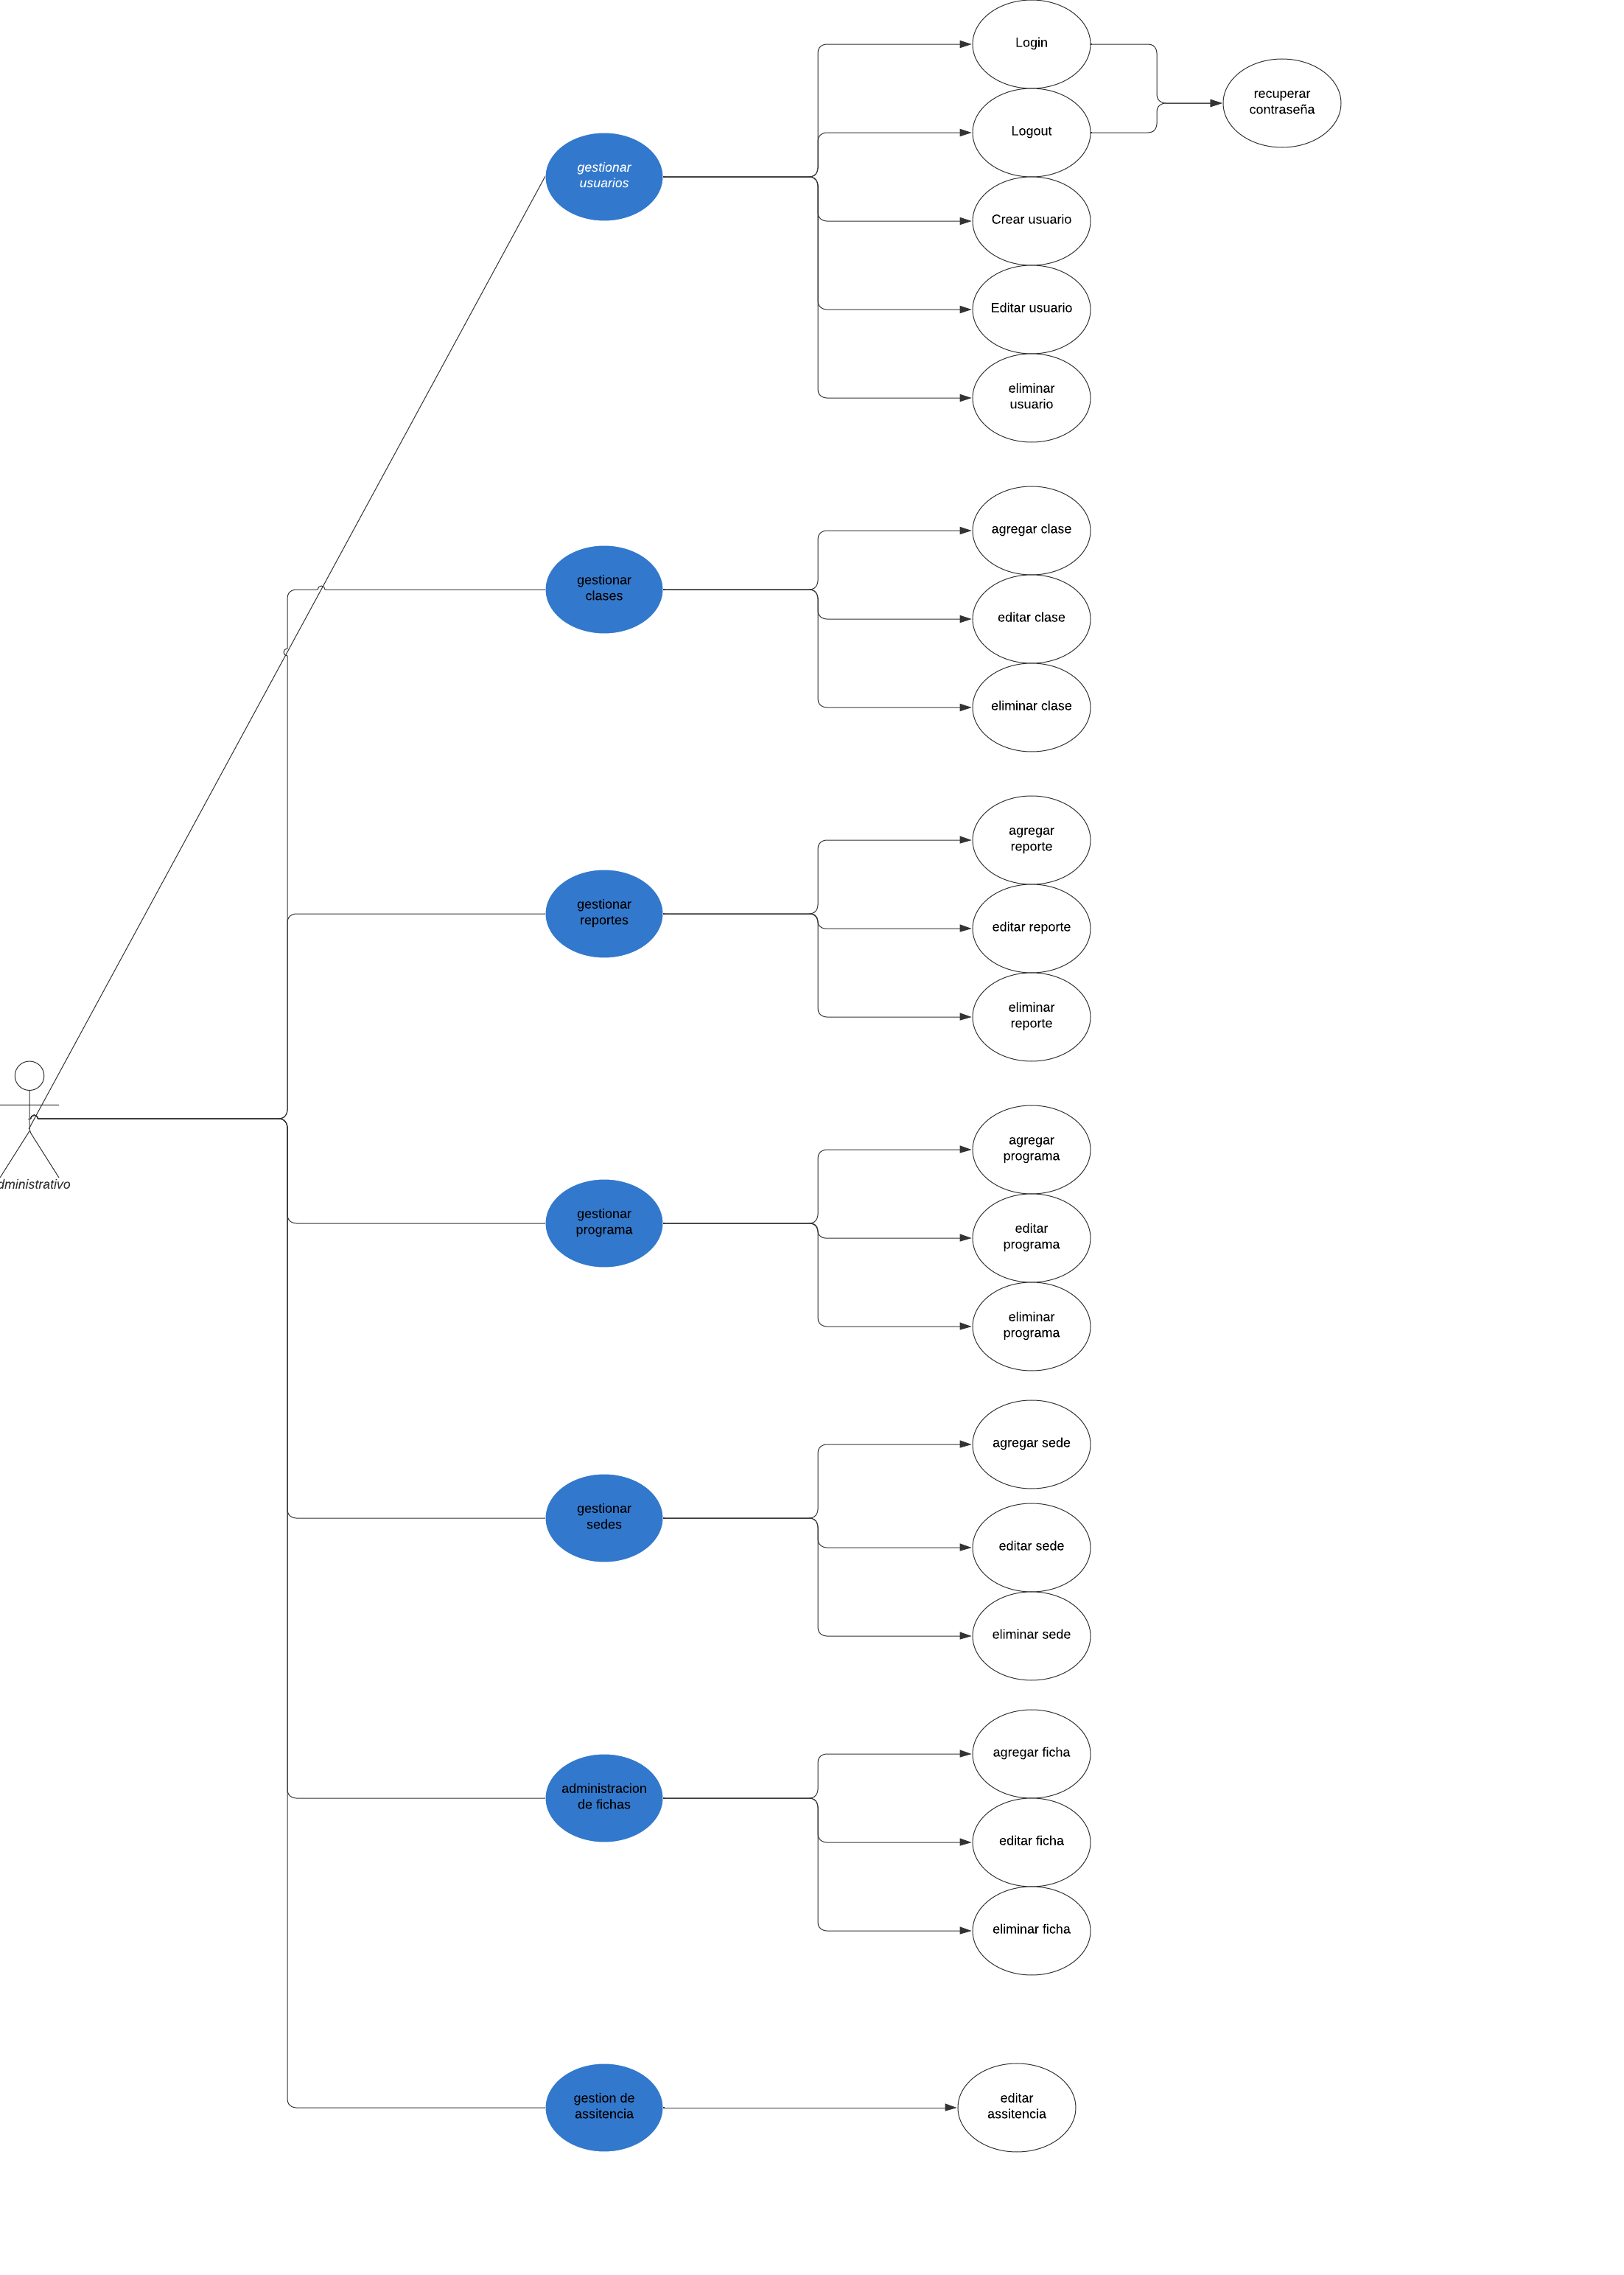 Login
recuperar
contraseña
Logout
gestionar
usuarios
Crear usuario
Editar usuario
eliminar
usuario
agregar clase
gestionar
clases
editar clase
eliminar clase
agregar
reporte
gestionar
reportes
editar reporte
eliminar
reporte
dministrativo
agregar
programa
gestionar
programa
editar
programa
eliminar
programa
agregar sede
gestionar
sedes
editar sede
eliminar sede
agregar ficha
administracion
de fichas
editar ficha
eliminar ficha
gestion de
assitencia
editar
assitencia